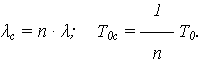 λc = n · λ; T0c = 1/n T0.